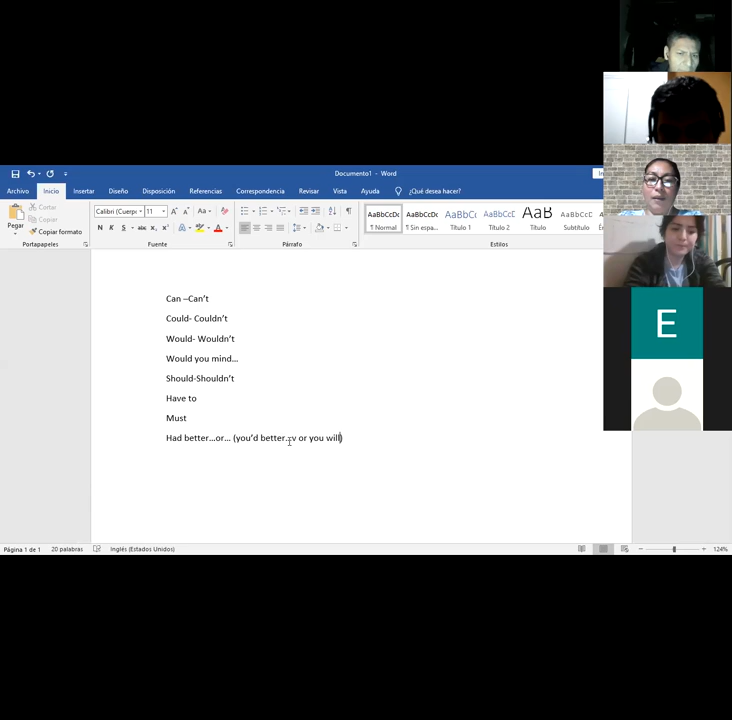 Documento1 - Word
Archivo Inicio Insertar Diseño Disposición Referencias Correspondencia Revisar Vista Ayuda ¿Qué desea hacer?
Pegar
Cortar
Copiar
Copiar formato
Calibri (Cuerpo 11
AaBbCcDc AaBbCcDc AaBbCc AaBbCcD AaB AaBbCcD
¶ Normal ¶ Sin espa... Título 1 Título 2 Título Subtítulo
Portapapeles Fuente Párrafo Estilos
Can –Can't
Could- Couldn't
Would- Wouldn't
Would you mind…
Should-Shouldn't
Have to
Must
Had better…or… (you'd better…v or you will)
E
Página 1 de 1 20 palabras Inglés (Estados Unidos) 124%